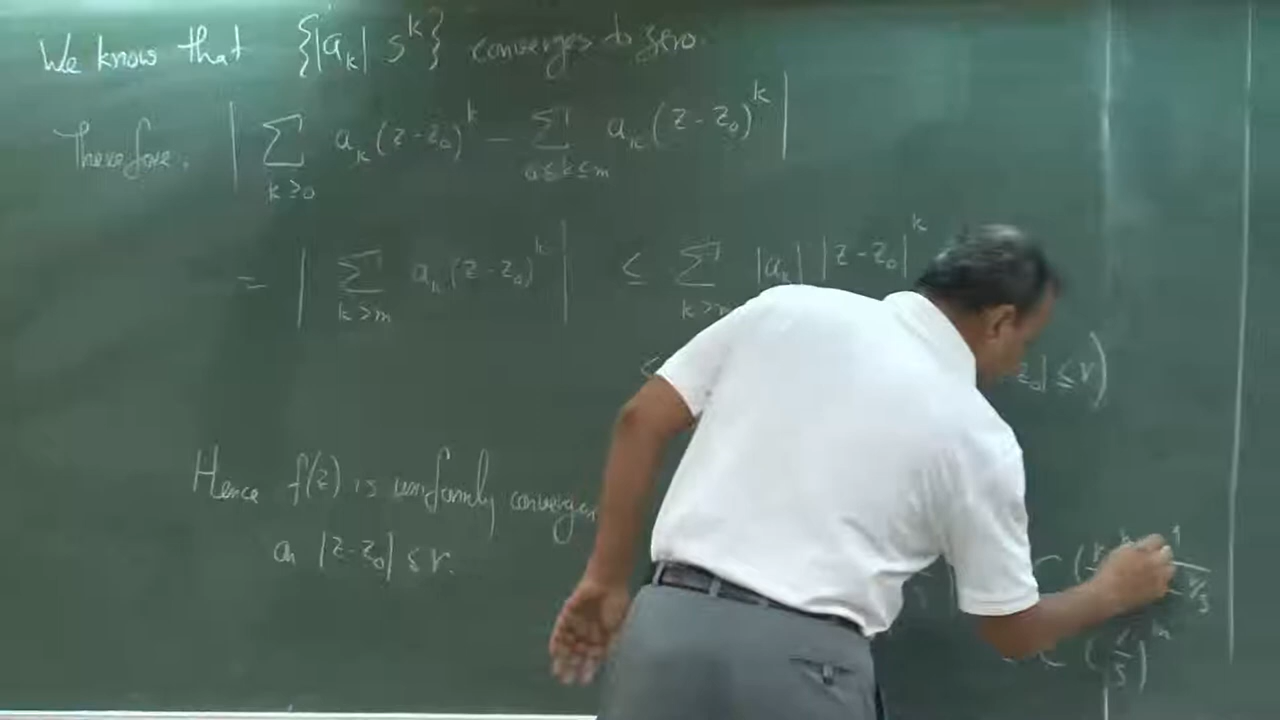 We know that {|a_k| s^k} converges to zero.
Therefore, | ∑_{k≥0} a_k (z-z_0)^k - ∑_{0≤k≤m} a_k (z-z_0)^k |
= | ∑_{k>m} a_k (z-z_0)^k | ≤ ∑_{k>m} |a_k| |z-z_0|^k
≤ z_0| ≤ r)
Hence f(z) is uniformly
on |z-z_0| ≤ r.